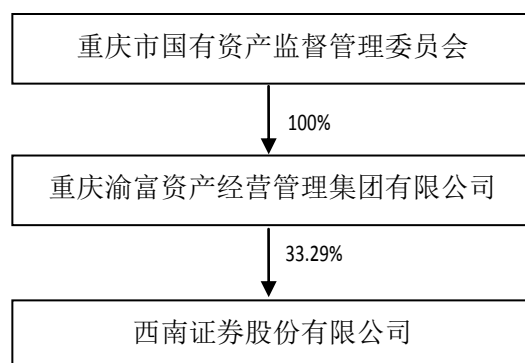 重庆市国有资产监督管理委员会
100%
重庆渝富资产经营管理集团有限公司
33.29%
西南证券股份有限公司